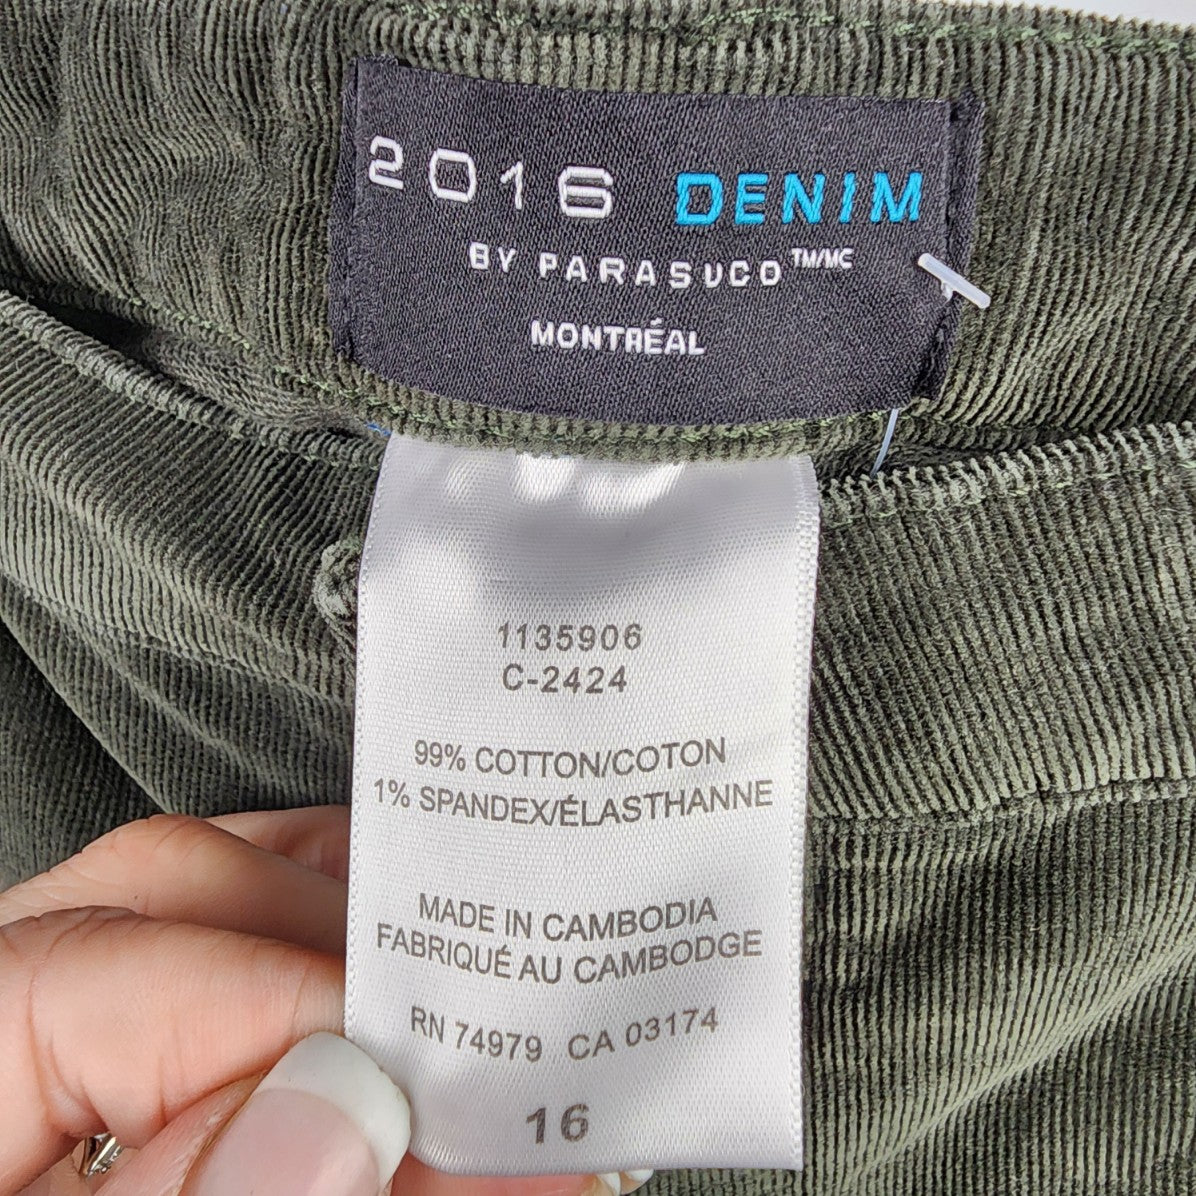 2016 DENIM
BY PARASUCO TM/MC
MONTRÉAL
1135906
C-2424
99% COTTON/COTON
1% SPANDEX/ÉLASTHANNE
MADE IN CAMBODIA
FABRIQUÉ AU CAMBODGE
RN 74979 CA 03174
16